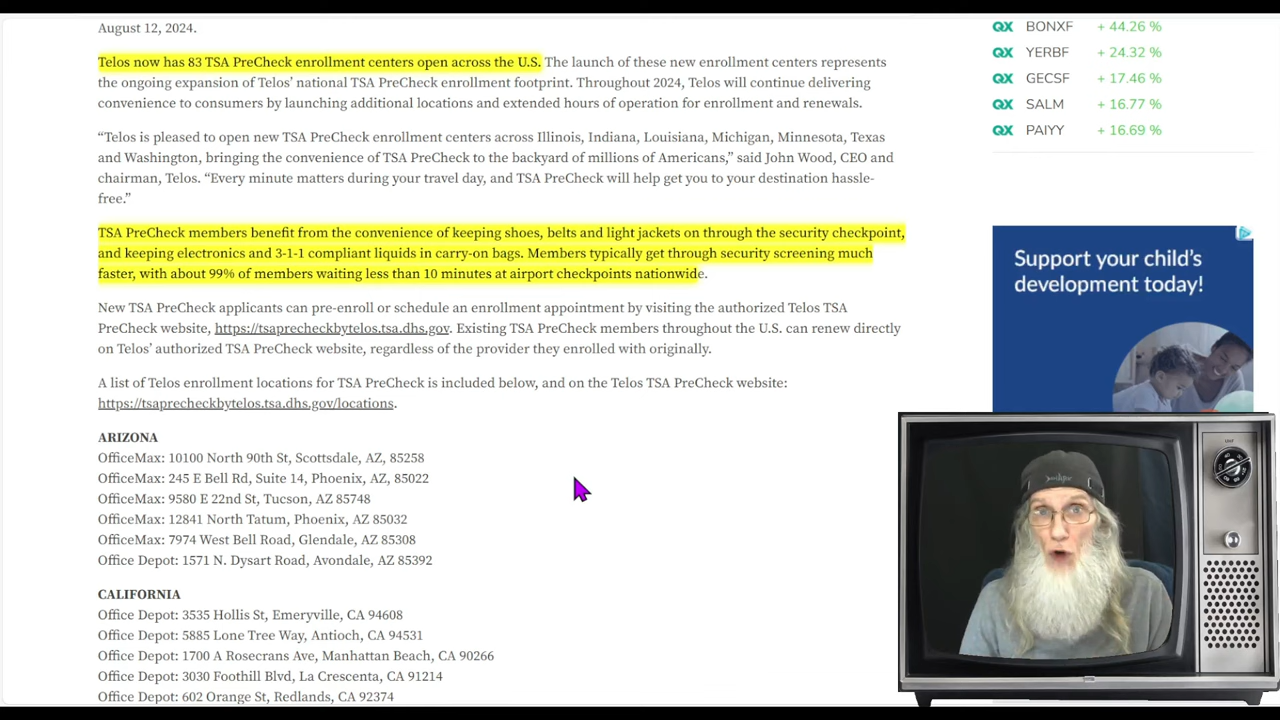 August 12, 2024.
Telos now has 83 TSA PreCheck enrollment centers open across the U.S. The launch of these new enrollment centers represents
the ongoing expansion of Telos’ national TSA PreCheck enrollment footprint. Throughout 2024, Telos will continue delivering
convenience to consumers by launching additional locations and extended hours of operation for enrollment and renewals.
“Telos is pleased to open new TSA PreCheck enrollment centers across Illinois, Indiana, Louisiana, Michigan, Minnesota, Texas
and Washington, bringing the convenience of TSA PreCheck to the backyard of millions of Americans,” said John Wood, CEO and
chairman, Telos. “Every minute matters during your travel day, and TSA PreCheck will help get you to your destination hassle-
free.”
TSA PreCheck members benefit from the convenience of keeping shoes, belts and light jackets on through the security checkpoint,
and keeping electronics and 3-1-1 compliant liquids in carry-on bags. Members typically get through security screening much
faster, with about 99% of members waiting less than 10 minutes at airport checkpoints nationwide.
New TSA PreCheck applicants can pre-enroll or schedule an enrollment appointment by visiting the authorized Telos TSA
PreCheck website, https://tsaprecheckbytelos.tsa.dhs.gov. Existing TSA PreCheck members throughout the U.S. can renew directly
on Telos’ authorized TSA PreCheck website, regardless of the provider they enrolled with originally.
A list of Telos enrollment locations for TSA PreCheck is included below, and on the Telos TSA PreCheck website:
https://tsaprecheckbytelos.tsa.dhs.gov/locations.
ARIZONA
OfficeMax: 10100 North 90th St, Scottsdale, AZ, 85258
OfficeMax: 245 E Bell Rd, Suite 14, Phoenix, AZ, 85022
OfficeMax: 9580 E 22nd St, Tucson, AZ 85748
OfficeMax: 12841 North Tatum, Phoenix, AZ 85032
OfficeMax: 7974 West Bell Road, Glendale, AZ 85308
Office Depot: 1571 N. Dysart Road, Avondale, AZ 85392
CALIFORNIA
Office Depot: 3535 Hollis St, Emeryville, CA 94608
Office Depot: 5885 Lone Tree Way, Antioch, CA 94531
Office Depot: 1700 A Rosecrans Ave, Manhattan Beach, CA 90266
Office Depot: 3030 Foothill Blvd, La Crescenta, CA 91214
Office Depot: 602 Orange St, Redlands, CA 92374
QX BONXF + 44.26 %
QX YERBF + 24.32 %
QX GECSF + 17.46 %
QX SALM + 16.77 %
QX PAIYY + 16.69 %
Support your child’s
development today!